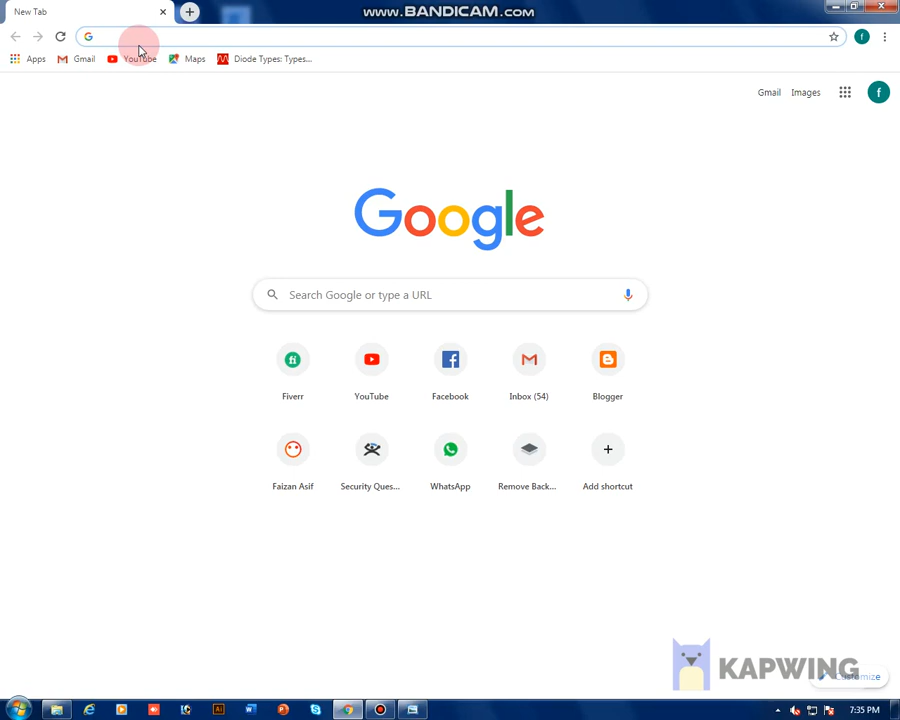 New Tab
WWW.BANDICAM.COM
Apps Gmail YouTube Maps Diode Types: Types...
Gmail Images f
Google
Search Google or type a URL
Fiverr YouTube Facebook Inbox (54) Blogger
Faizan Asif Security Ques... WhatsApp Remove Back... Add shortcut
KAPWING
Customize
7:35 PM